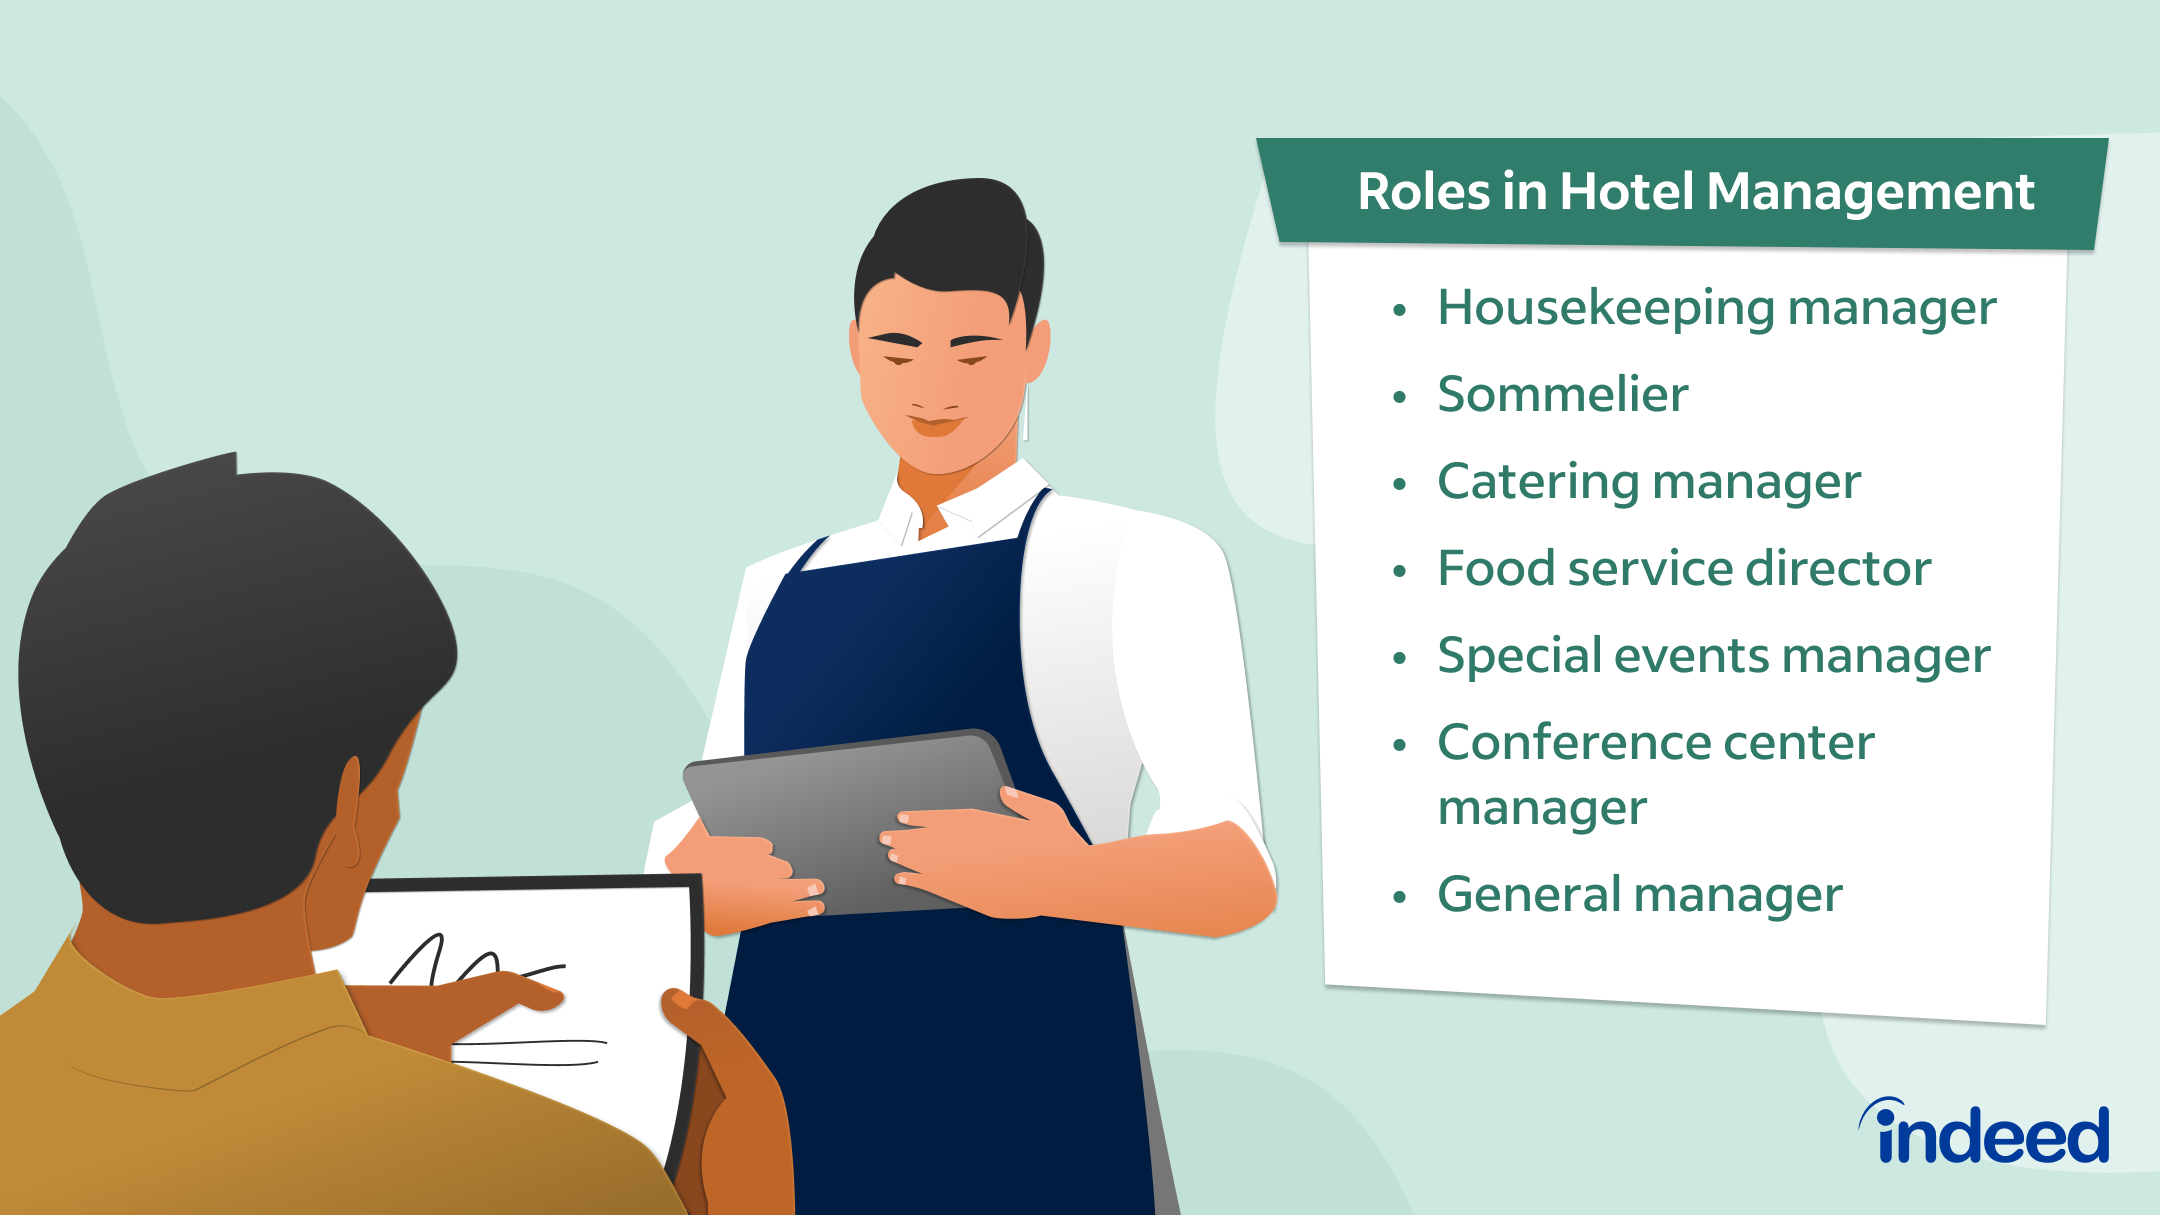 Roles in Hotel Management
• Housekeeping manager
• Sommelier
• Catering manager
• Food service director
• Special events manager
• Conference center
manager
• General manager
indeed